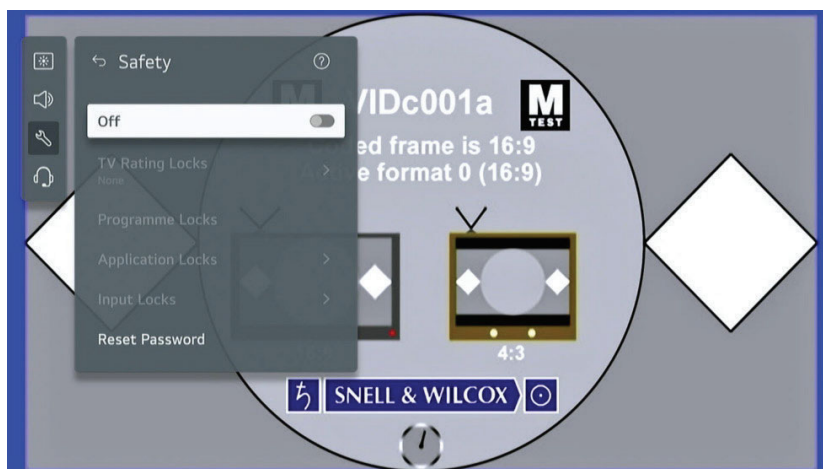 Safety
Off
TV Rating Locks
None
Programme Locks
Application Locks
Input Locks
Reset Password
VIDc001a
M
TEST
ed frame is 16:9
e format 0 (16:9)
4:3
SNELL & WILCOX